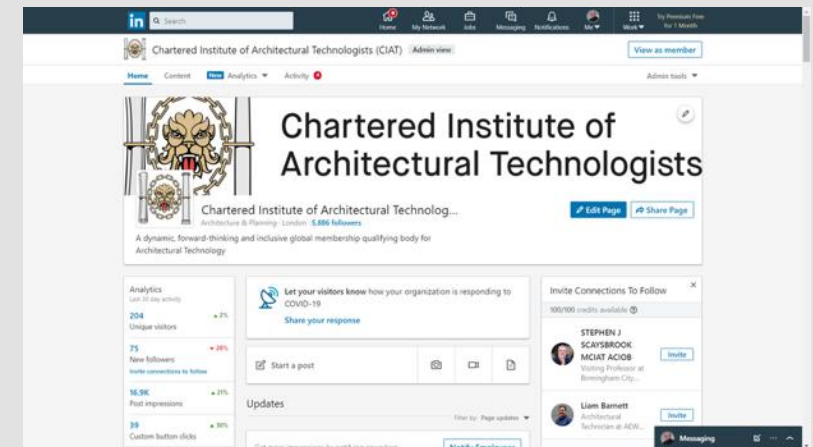 in
Search
Home
My Network
Jobs
Messaging
Notifications
Me
Work
Try Premium Free
for 1 Month
Chartered Institute of Architectural Technologists (CIAT) Admin view
View as member
Home Content New Analytics Activity
Admin tools
Chartered Institute of
Architectural Technologists
Chartered Institute of Architectural Technolog...
Architecture & Planning London 5,886 followers
A dynamic, forward-thinking and inclusive global membership qualifying body for
Architectural Technology
Edit Page
Share Page
Analytics
Last 30 day activity
204 2%
Unique visitors
75 28%
New followers
Invite connections to follow
16.9K 21%
Post impressions
39 30%
Custom button clicks
Let your visitors know how your organization is responding to
COVID-19
Share your response
Start a post
Updates
Filter by: Page updates
Notify Employees
Invite Connections To Follow
100/100 credits available
STEPHEN J
SCAYSBROOK
MCIAT ACIOB
Visiting Professor at
Birmingham City...
Invite
Liam Barnett
Architectural
Technician at AEW...
Invite
Messaging